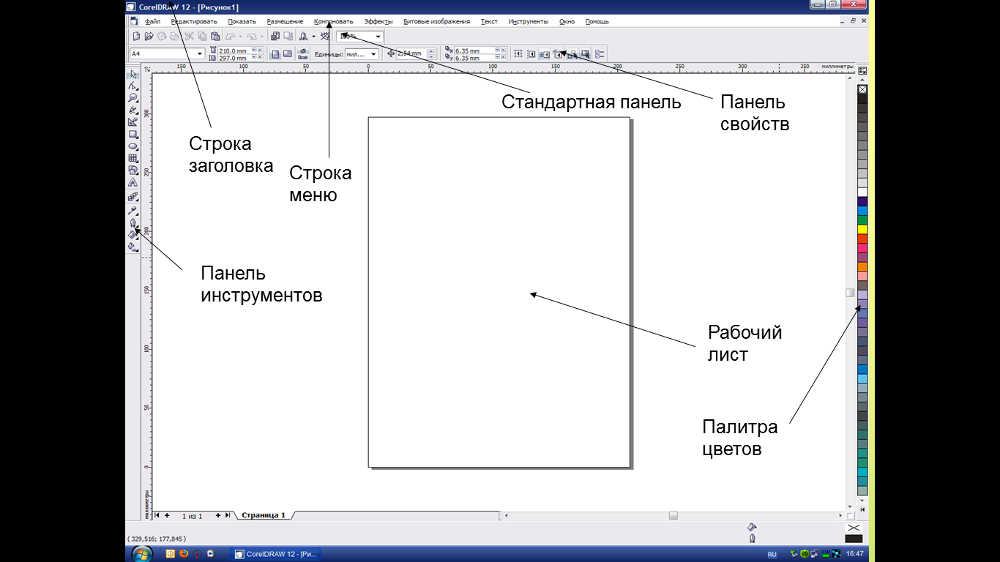 CorelDRAW 12 - [Рисунок1]
Файл Редактировать Показать Размещение Компоновать Эффекты Битовые изображения Текст Инструменты Окно Помощь
A4 210.0 mm 297.0 mm Единицы: мил... 2,54 mm 6.35 mm 6.35 mm
150 100 50 0 50 100 150 200 250 300 350 миллиметры
Стандартная панель
Панель
свойств
Строка
заголовка
Строка
меню
Панель
инструментов
Рабочий
лист
Палитра
цветов
300
250
200
150
100
50
0
миллиметры
1 из 1 Страница 1
( 329,516; 177,845 )
CorelDRAW 12 - [Ри... RU 16:47